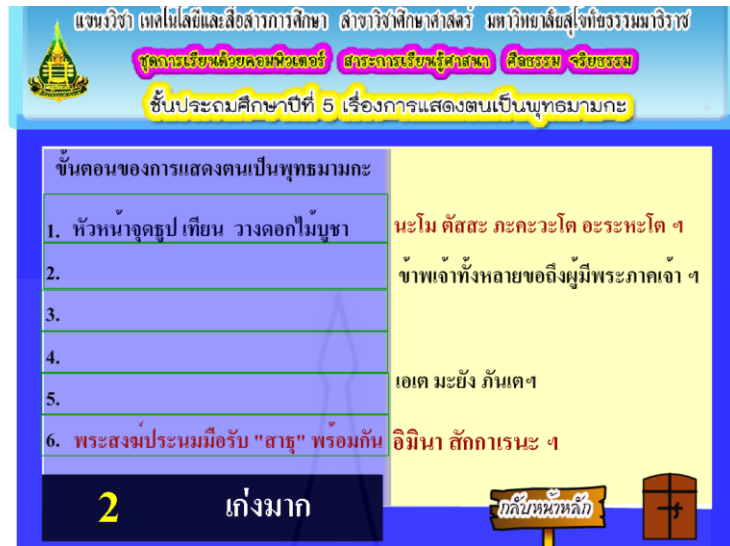 แขนงวิชา เทคโนโลยีและสื่อสารการศึกษา สาขาวิชาศึกษาศาสตร์ มหาวิทยาลัยสุโขทัยธรรมาธิราช
ชุดการเรียนด้วยคอมพิวเตอร์ สาระการเรียนรู้ศาสนา ศีลธรรม จริยธรรม
ชั้นประถมศึกษาปีที่ 5 เรื่องการแสดงตนเป็นพุทธมามกะ
ขั้นตอนของการแสดงตนเป็นพุทธมามกะ
1. หัวหน้าจุดธูป เทียน วางดอกไม้บูชา
2.
3.
4.
5.
6. พระสงฆ์ประนมมือรับ "สาธุ" พร้อมกัน
นะโม ตัสสะ ภะคะวะโต อะระหะโต ฯ
ข้าพเจ้าทั้งหลายขอถึงผู้มีพระภาคเจ้า ฯ
เอเต มะยัง ภันเตฯ
อิมินา สักกาเรนะ ฯ
2 เก่งมาก
กลับหน้าหลัก